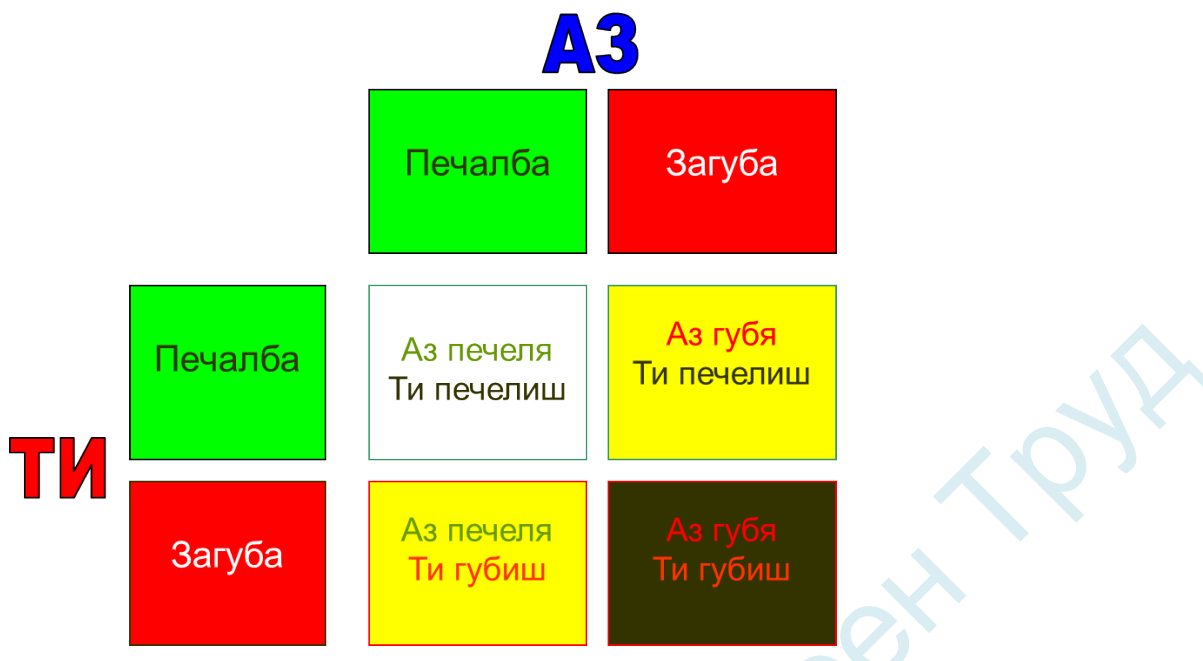 АЗ
Печалба
Загуба
Печалба
Аз печеля
Ти печелиш
Аз губя
Ти печелиш
ТИ
Загуба
Аз печеля
Ти губиш
Аз губя
Ти губиш
Труд